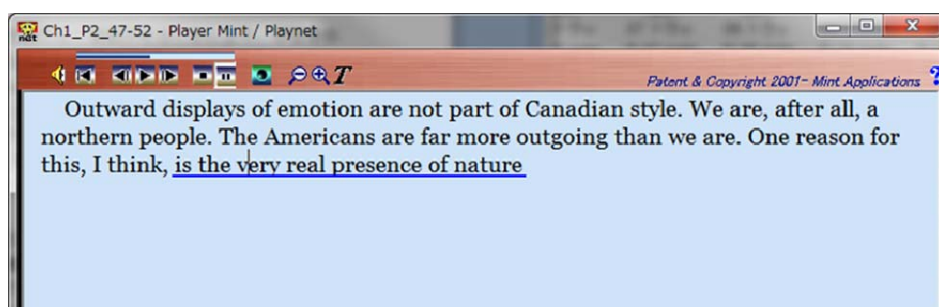 Ch1_P2_47-52 - Player Mint / Playnet
T
Patent & Copyright 2001- Mint Applications ?
Outward displays of emotion are not part of Canadian style. We are, after all, a
northern people. The Americans are far more outgoing than we are. One reason for
this, I think, is the very real presence of nature